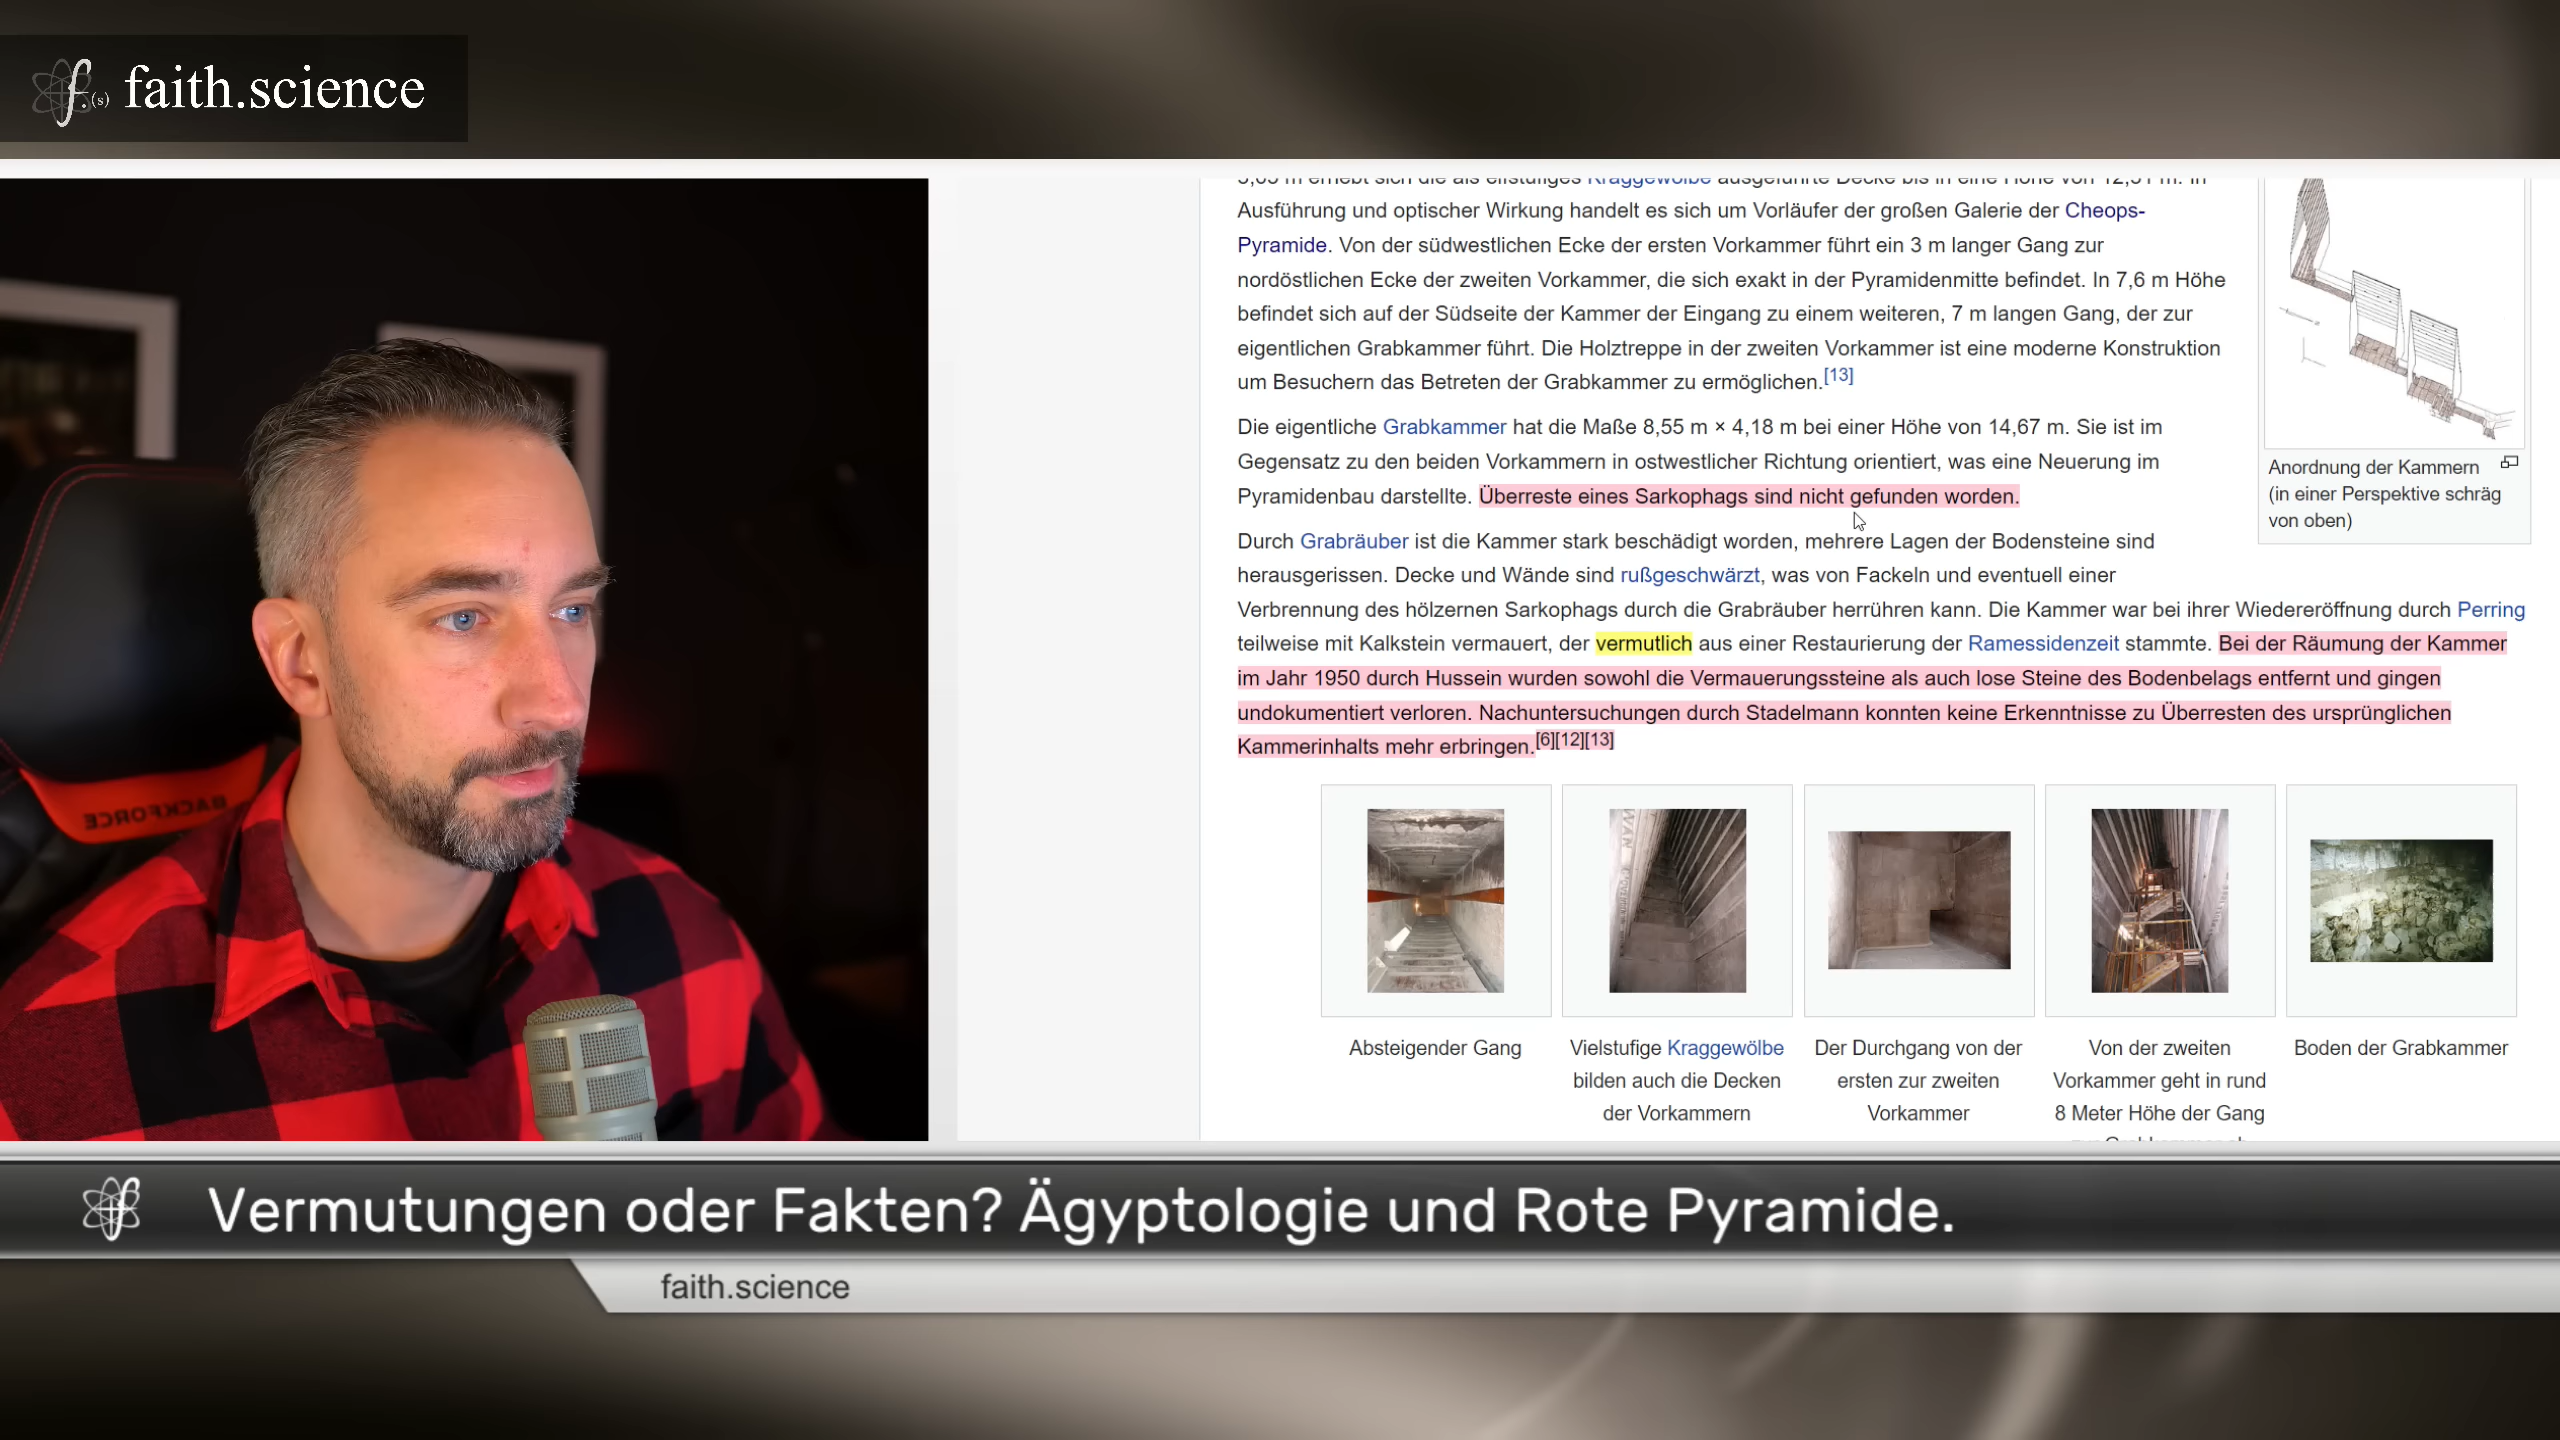 f.(s) faith.science
Ausführung und optischer Wirkung handelt es sich um Vorläufer der großen Galerie der Cheops-
Pyramide. Von der südwestlichen Ecke der ersten Vorkammer führt ein 3 m langer Gang zur
nordöstlichen Ecke der zweiten Vorkammer, die sich exakt in der Pyramidenmitte befindet. In 7,6 m Höhe
befindet sich auf der Südseite der Kammer der Eingang zu einem weiteren, 7 m langen Gang, der zur
eigentlichen Grabkammer führt. Die Holztreppe in der zweiten Vorkammer ist eine moderne Konstruktion
um Besuchern das Betreten der Grabkammer zu ermöglichen.[13]
Die eigentliche Grabkammer hat die Maße 8,55 m × 4,18 m bei einer Höhe von 14,67 m. Sie ist im
Gegensatz zu den beiden Vorkammern in ostwestlicher Richtung orientiert, was eine Neuerung im
Pyramidenbau darstellte. Überreste eines Sarkophags sind nicht gefunden worden.
Anordnung der Kammern
(in einer Perspektive schräg
von oben)
Durch Grabräuber ist die Kammer stark beschädigt worden, mehrere Lagen der Bodensteine sind
herausgerissen. Decke und Wände sind rußgeschwärzt, was von Fackeln und eventuell einer
Verbrennung des hölzernen Sarkophags durch die Grabräuber herrühren kann. Die Kammer war bei ihrer Wiedereröffnung durch Perring
teilweise mit Kalkstein vermauert, der vermutlich aus einer Restaurierung der Ramessidenzeit stammte. Bei der Räumung der Kammer
im Jahr 1950 durch Hussein wurden sowohl die Vermauerungssteine als auch lose Steine des Bodenbelags entfernt und gingen
undokumentiert verloren. Nachuntersuchungen durch Stadelmann konnten keine Erkenntnisse zu Überresten des ursprünglichen
Kammerinhalts mehr erbringen.[6][12][13]
BACKFORCE
Absteigender Gang
Vielstufige Kraggewölbe
bilden auch die Decken
der Vorkammern
Der Durchgang von der
ersten zur zweiten
Vorkammer
Von der zweiten
Vorkammer geht in rund
8 Meter Höhe der Gang
Boden der Grabkammer
Vermutungen oder Fakten? Ägyptologie und Rote Pyramide.
faith.science